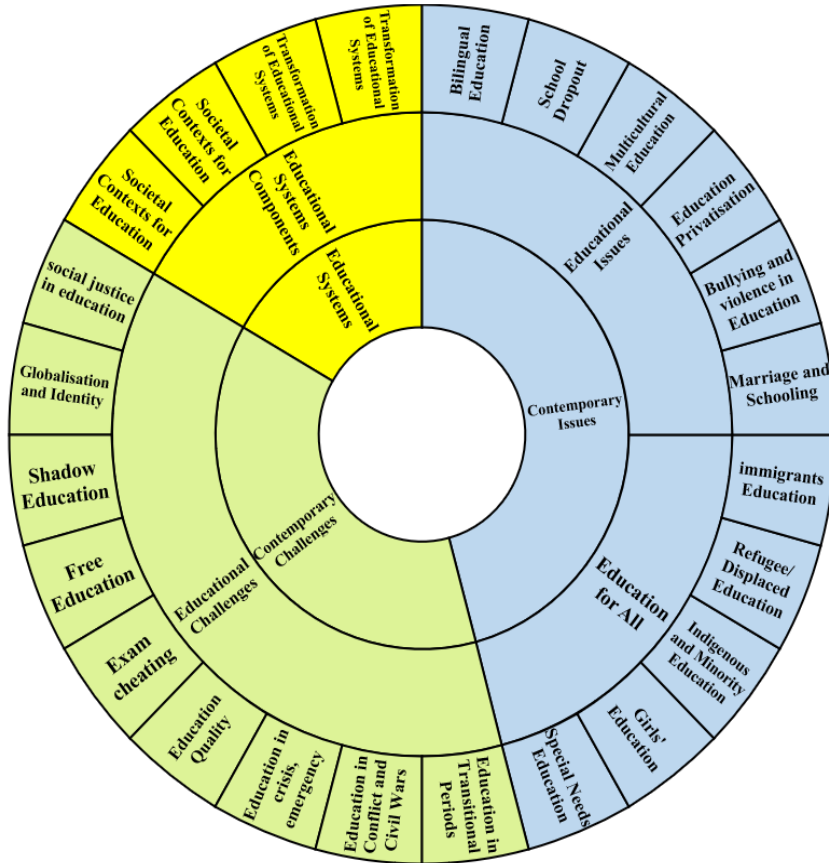 Bilingual
Education
School
Dropout
Multicultural
Education
Education
Privatisation
Bullying and
violence in
Education
Marriage and
Schooling
immigrants
Education
Refugee/
Displaced
Education
Indigenous
and Minority
Education
Girls'
Education
Special Needs
Education
Education in
Transitional
Periods
Education in
Conflict and
Civil Wars
Education in
crisis,
emergency
Education
Quality
Exam
cheating
Free
Education
Shadow
Education
Globalisation
and Identity
social justice
in education
Societal
Contexts for
Education
Societal
Contexts for
Education
Transformation
of Educational
Systems
Transformation
of Educational
Systems
Educational
Issues
Education
for All
Educational
Challenges
Educational
Systems
Components
Contemporary
Issues
Contemporary
Challenges
Educational
Systems